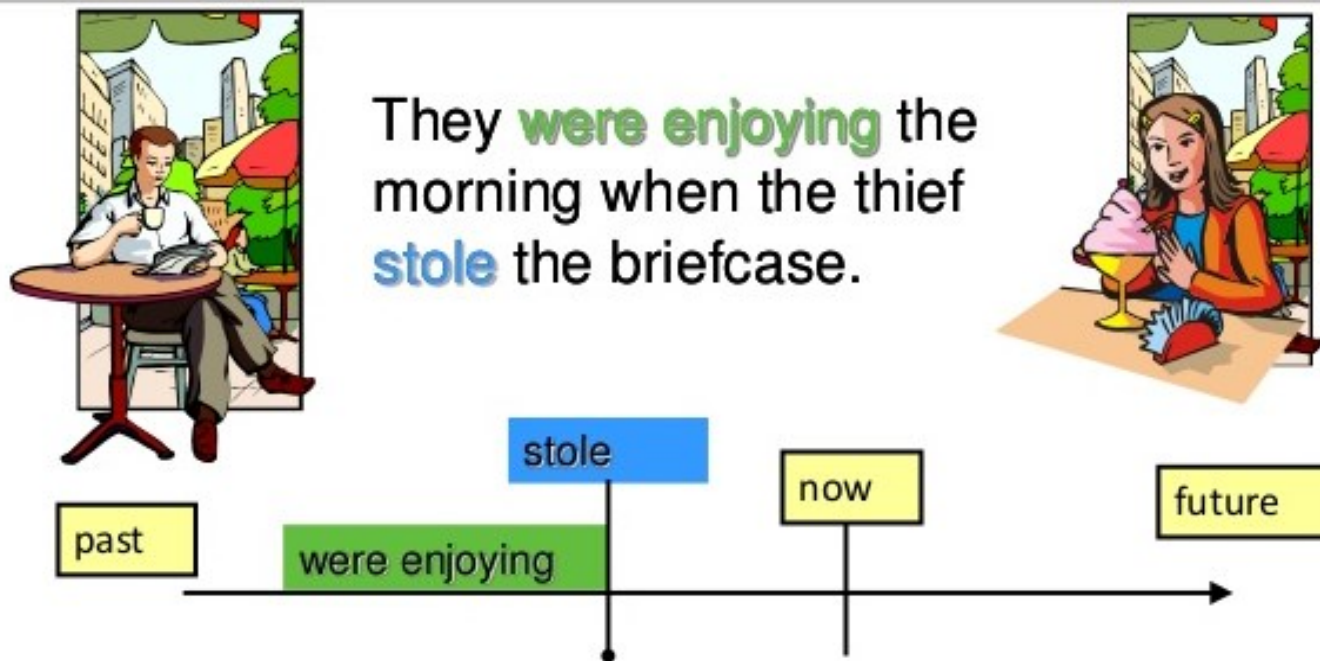 They were enjoying the
morning when the thief
stole the briefcase.
stole
now
future
past
were enjoying